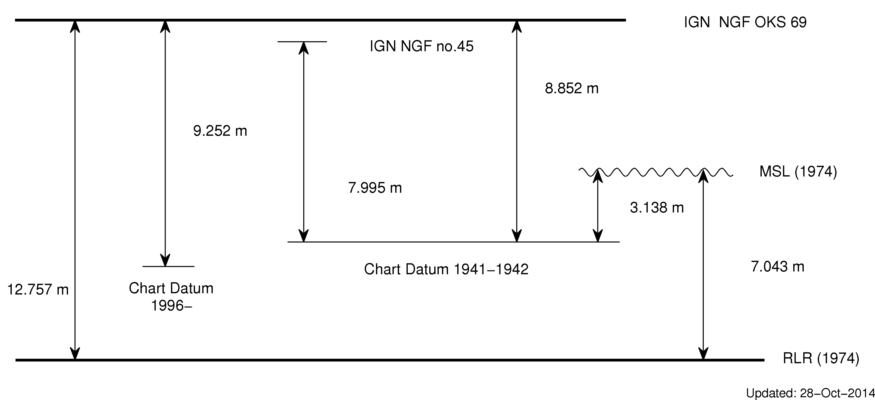 IGN NGF OKS 69
IGN NGF no.45
8.852 m
9.252 m
MSL (1974)
7.995 m
3.138 m
7.043 m
Chart Datum 1941−1942
12.757 m
Chart Datum
1996−
RLR (1974)
Updated: 28−Oct−2014